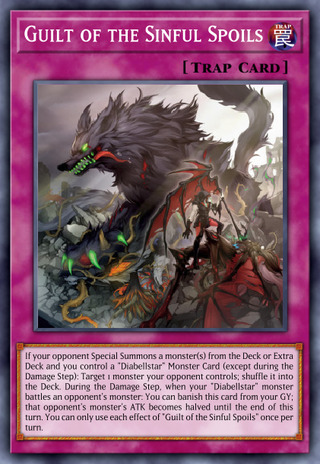 Guilt of the Sinful Spoils
TRAP
罠
[Trap Card]
If your opponent Special Summons a monster(s) from the Deck or Extra
Deck and you control a "Diabellstar" Monster Card (except during the
Damage Step): Target 1 monster your opponent controls; shuffle it into
the Deck. During the Damage Step, when your "Diabellstar" monster
battles an opponent's monster: You can banish this card from your GY;
that opponent's monster's ATK becomes halved until the end of this
turn. You can only use each effect of "Guilt of the Sinful Spoils" once per
turn.